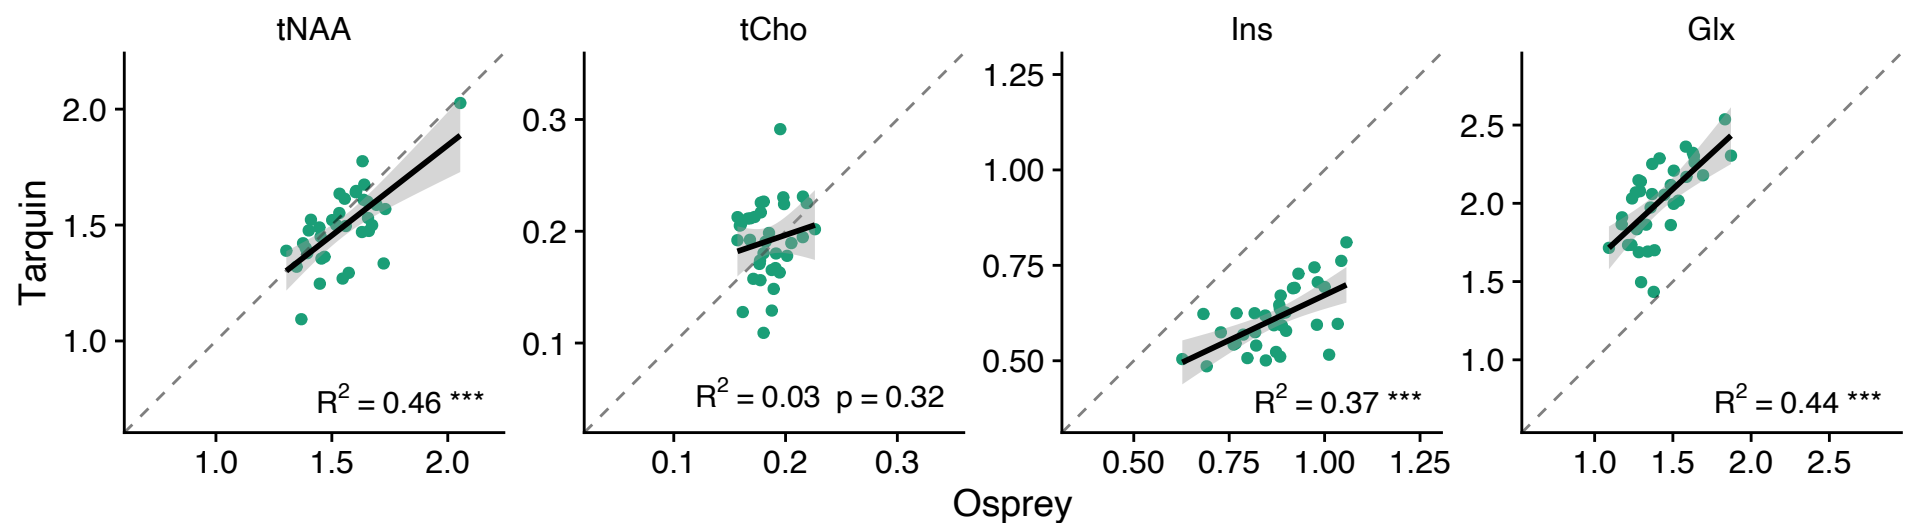 tNAA tCho Ins Glx
Tarquin
2.0
1.5
1.0
R² = 0.46 ***
1.0 1.5 2.0
0.3
0.2
0.1
R² = 0.03 p = 0.32
0.1 0.2 0.3
1.25
1.00
0.75
0.50
R² = 0.37 ***
0.50 0.75 1.00 1.25
2.5
2.0
1.5
1.0
R² = 0.44 ***
1.0 1.5 2.0 2.5
Osprey